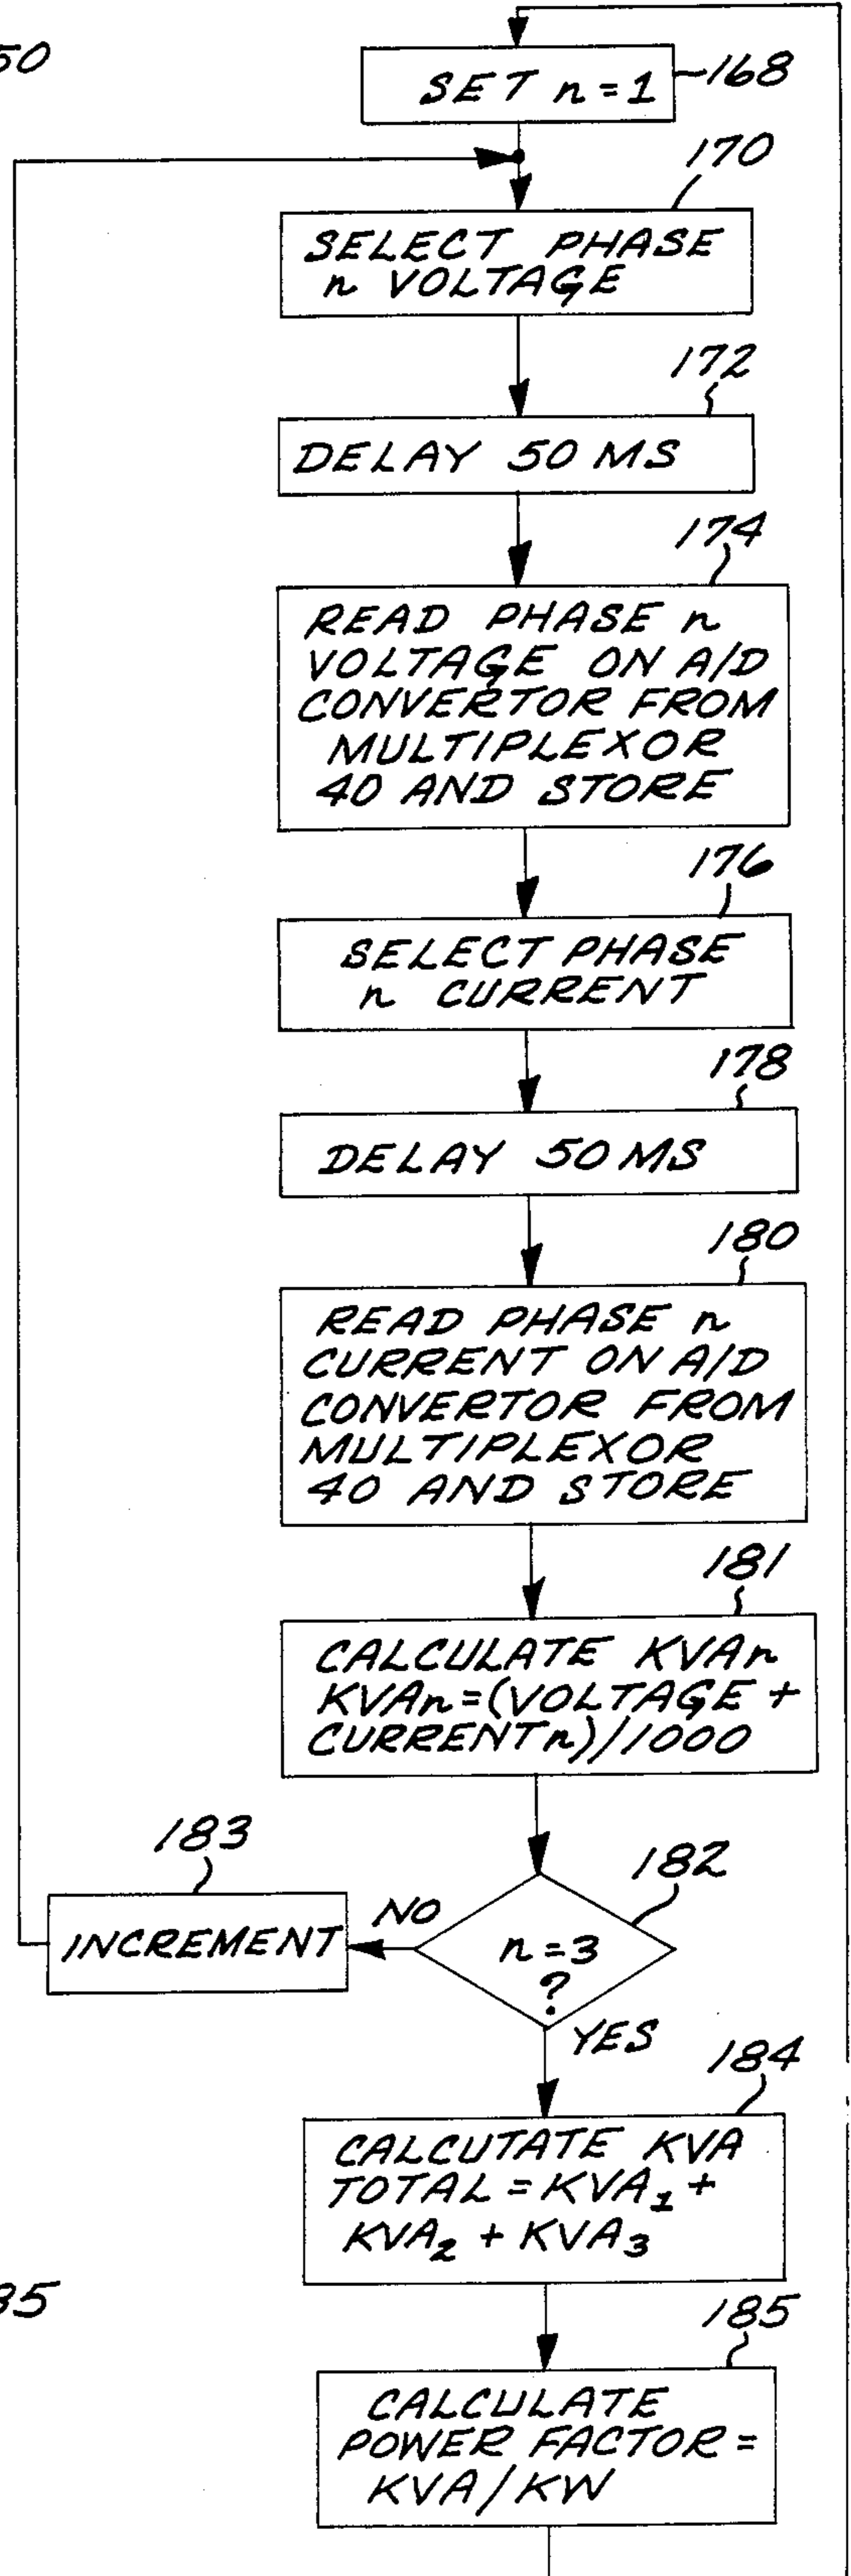 50
SET n = 1
168
170
SELECT PHASE
n VOLTAGE
172
DELAY 50 MS
174
READ PHASE n
VOLTAGE ON A/D
CONVERTOR FROM
MULTIPLEXOR
40 AND STORE
176
SELECT PHASE
n CURRENT
178
DELAY 50 MS
180
READ PHASE n
CURRENT ON A/D
CONVERTOR FROM
MULTIPLEXOR
40 AND STORE
181
CALCULATE KVAn
KVAn=(VOLTAGE +
CURRENTn)/1000
183
182
INCREMENT
NO
n = 3
?
YES
184
CALCUTATE KVA
TOTAL = KVA₁ +
KVA₂ + KVA₃
35
185
CALCULATE
POWER FACTOR =
KVA/KW